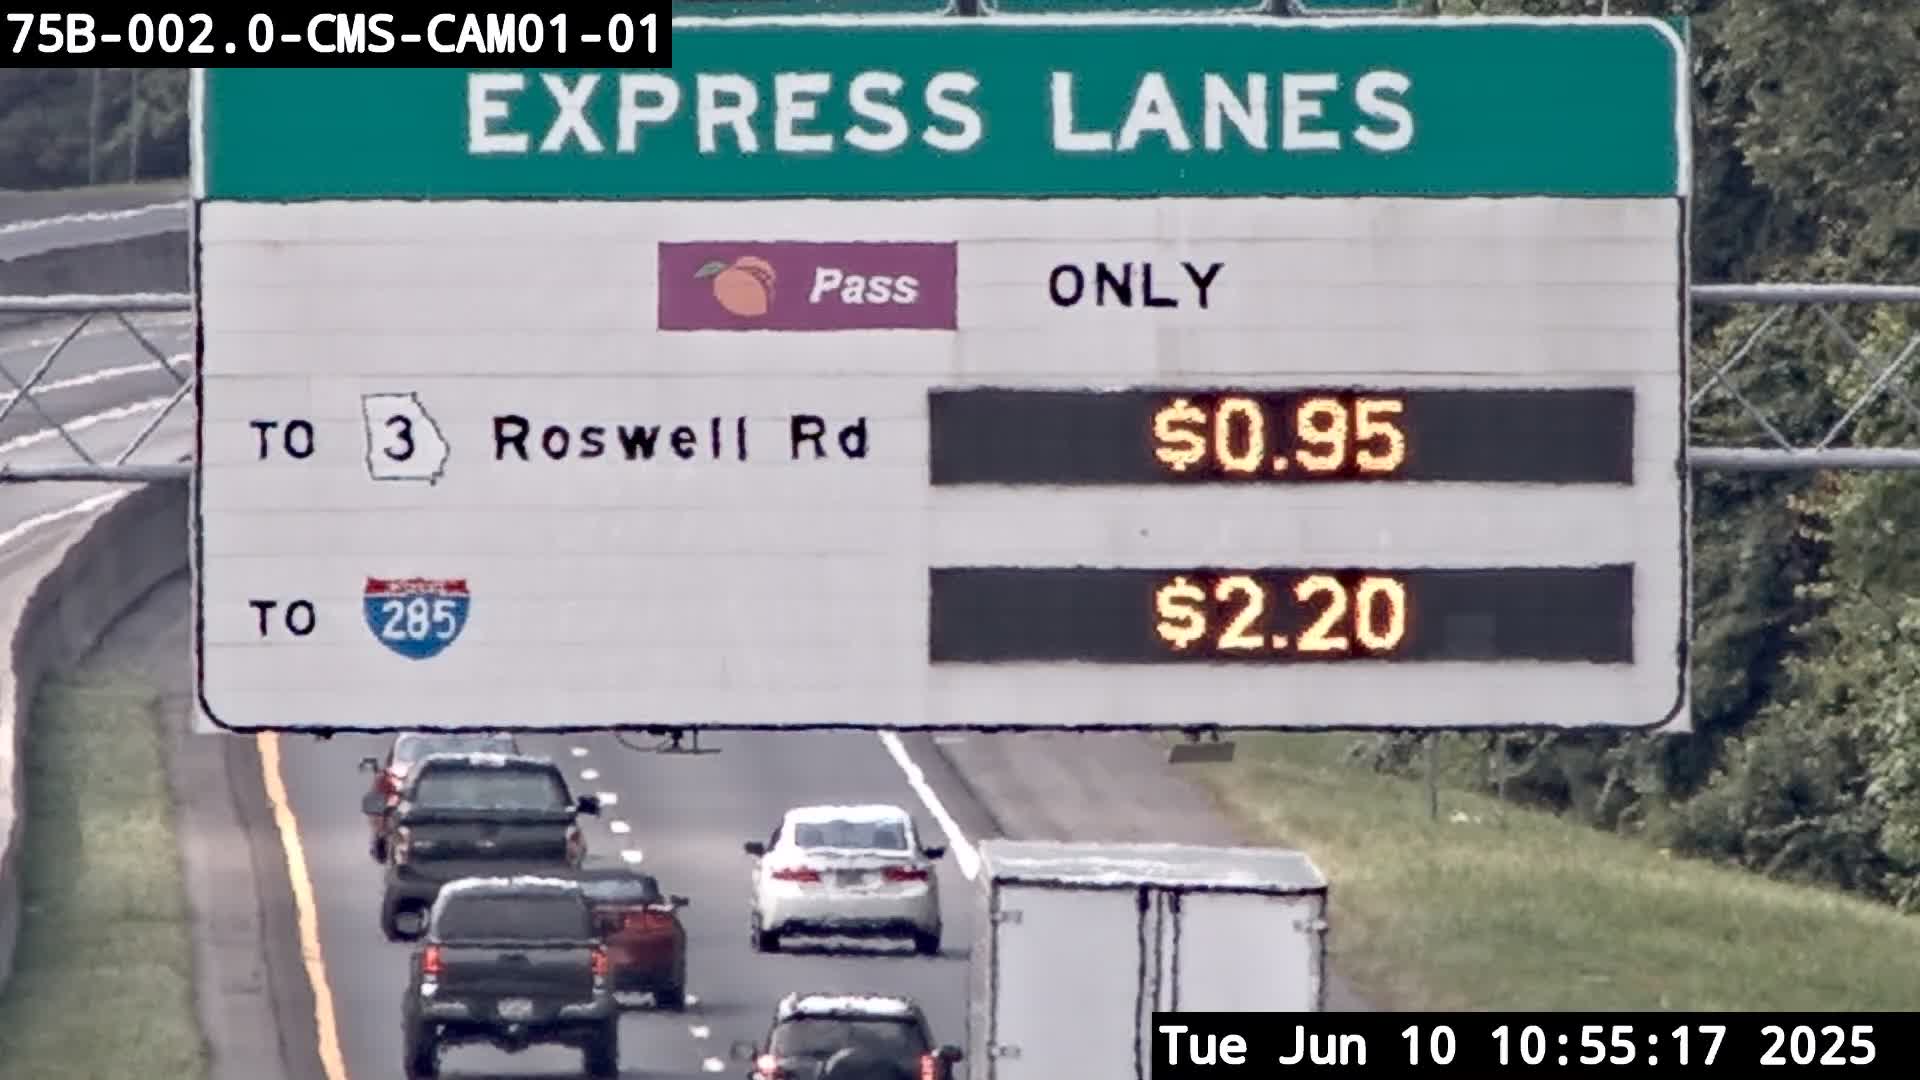 75B-002.0-CMS-CAM01-01
EXPRESS LANES
Pass ONLY
TO 3 Roswell Rd $0.95
TO 285 $2.20
Tue Jun 10 10:55:17 2025